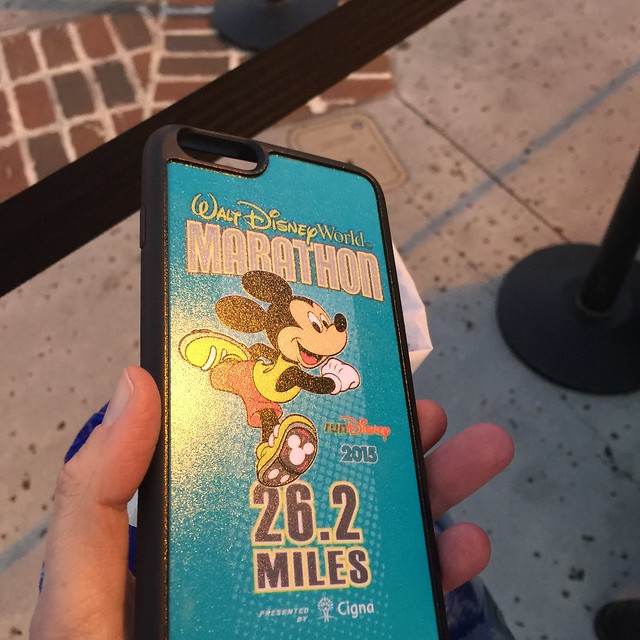 WALT DISNEY World
MARATHON
runDisney
2015
26.2
MILES
PRESENTED BY Cigna